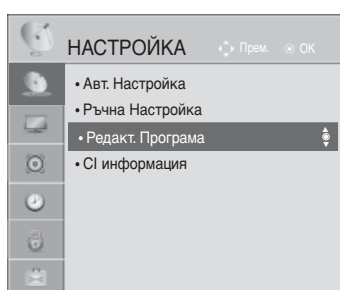 НАСТРОЙКА Прем. OK
• Авт. Настройка
• Ръчна Настройка
• Редакт. Програма
• CI информация